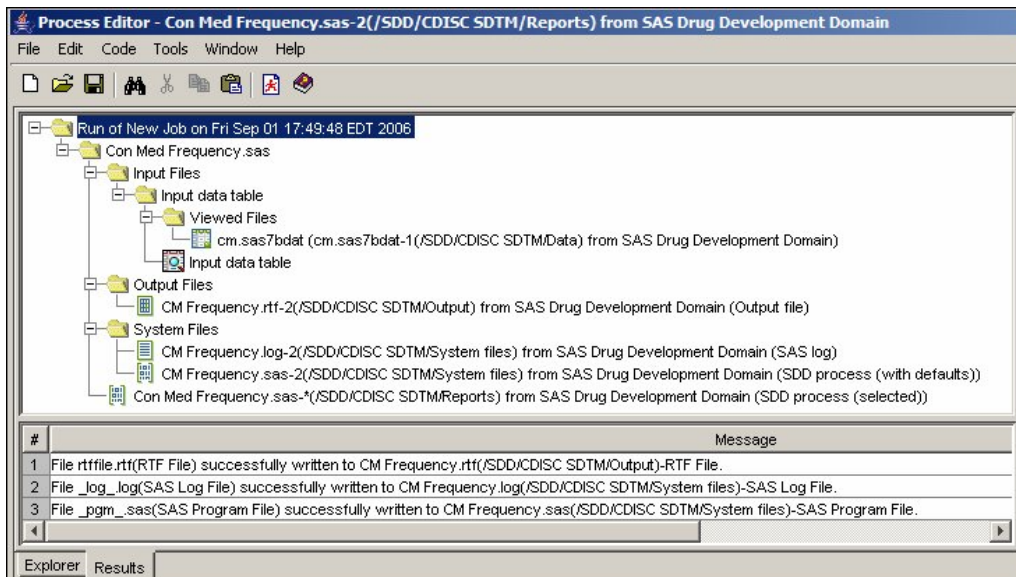 Process Editor - Con Med Frequency.sas-2(/SDD/CDISC SDTM/Reports) from SAS Drug Development Domain
File Edit Code Tools Window Help
Run of New Job on Fri Sep 01 17:49:48 EDT 2006
Con Med Frequency.sas
Input Files
Input data table
Viewed Files
cm.sas7bdat (cm.sas7bdat-1(/SDD/CDISC SDTM/Data) from SAS Drug Development Domain)
Input data table
Output Files
CM Frequency.rtf-2(/SDD/CDISC SDTM/Output) from SAS Drug Development Domain (Output file)
System Files
CM Frequency.log-2(/SDD/CDISC SDTM/System files) from SAS Drug Development Domain (SAS log)
CM Frequency.sas-2(/SDD/CDISC SDTM/System files) from SAS Drug Development Domain (SDD process (with defaults))
Con Med Frequency.sas-*(/SDD/CDISC SDTM/Reports) from SAS Drug Development Domain (SDD process (selected))
# Message
1 File rtffile.rtf(RTF File) successfully written to CM Frequency.rtf(/SDD/CDISC SDTM/Output)-RTF File.
2 File _log_.log(SAS Log File) successfully written to CM Frequency.log(/SDD/CDISC SDTM/System files)-SAS Log File.
3 File _pgm_.sas(SAS Program File) successfully written to CM Frequency.sas(/SDD/CDISC SDTM/System files)-SAS Program File.
Explorer Results